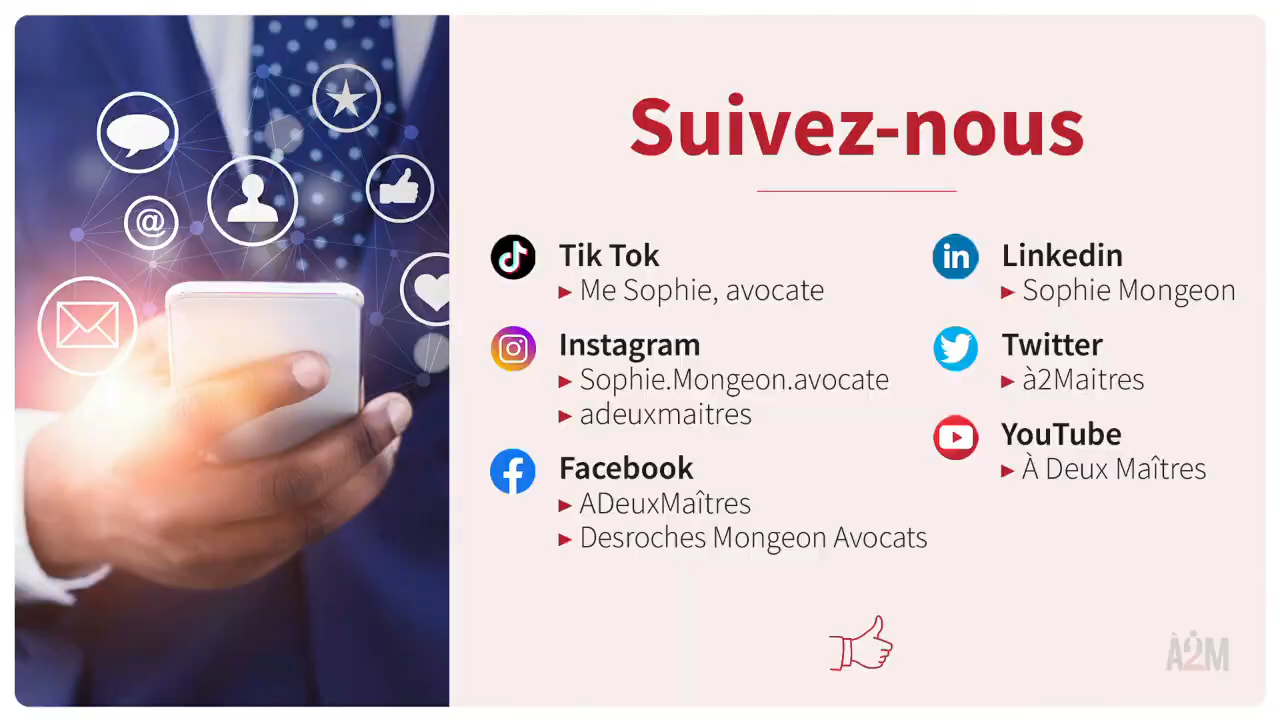 Suivez-nous
Tik Tok
Me Sophie, avocate
Instagram
Sophie.Mongeon.avocate
adeuxmaitres
Facebook
ADeuxMaîtres
Desroches Mongeon Avocats
Linkedin
Sophie Mongeon
Twitter
à2Maitres
YouTube
À Deux Maîtres
@
À2M